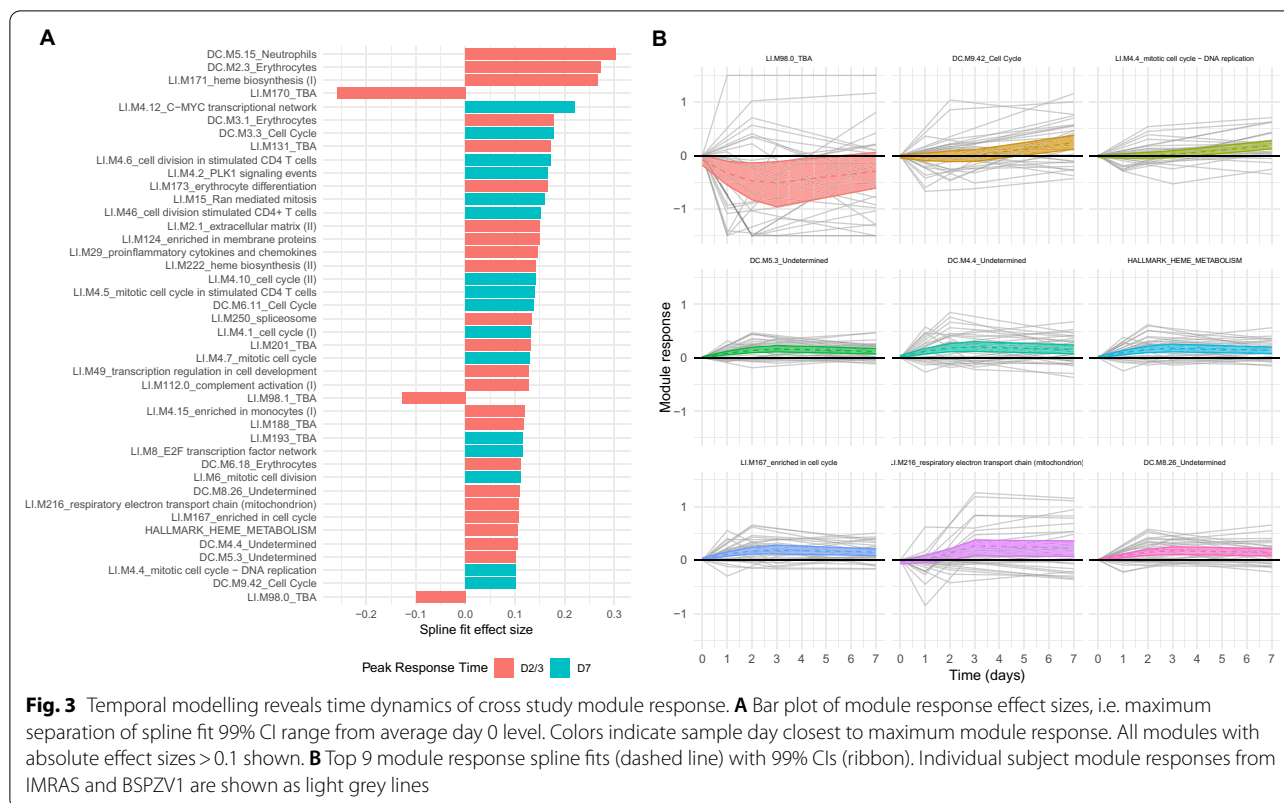 A
DC.M5.15_Neutrophils
DC.M2.3_Erythrocytes
LI.M171_heme biosynthesis (I)
LI.M170_TBA
LI.M4.12_C−MYC transcriptional network
DC.M3.1_Erythrocytes
DC.M3.3_Cell Cycle
LI.M131_TBA
LI.M4.6_cell division in stimulated CD4 T cells
LI.M4.2_PLK1 signaling events
LI.M173_erythrocyte differentiation
LI.M15_Ran mediated mitosis
LI.M46_cell division stimulated CD4+ T cells
LI.M2.1_extracellular matrix (II)
LI.M124_enriched in membrane proteins
LI.M29_proinflammatory cytokines and chemokines
LI.M222_heme biosynthesis (II)
LI.M4.10_cell cycle (II)
LI.M4.5_mitotic cell cycle in stimulated CD4 T cells
DC.M6.11_Cell Cycle
LI.M250_spliceosome
LI.M4.1_cell cycle (I)
LI.M201_TBA
LI.M4.7_mitotic cell cycle
LI.M49_transcription regulation in cell development
LI.M112.0_complement activation (I)
LI.M98.1_TBA
LI.M4.15_enriched in monocytes (I)
LI.M188_TBA
LI.M193_TBA
LI.M8_E2F transcription factor network
DC.M6.18_Erythrocytes
LI.M6_mitotic cell division
DC.M8.26_Undetermined
LI.M216_respiratory electron transport chain (mitochondrion)
LI.M167_enriched in cell cycle
HALLMARK_HEME_METABOLISM
DC.M4.4_Undetermined
DC.M5.3_Undetermined
LI.M4.4_mitotic cell cycle − DNA replication
DC.M9.42_Cell Cycle
LI.M98.0_TBA
−0.2 −0.1 0.0 0.1 0.2 0.3
Spline fit effect size
Peak Response Time D2/3 D7
B
LI.M98.0_TBA DC.M9.42_Cell Cycle LI.M4.4_mitotic cell cycle − DNA replication
1
0
−1
DC.M5.3_Undetermined DC.M4.4_Undetermined HALLMARK_HEME_METABOLISM
1
0
−1
LI.M167_enriched in cell cycle LI.M216_respiratory electron transport chain (mitochondrion) DC.M8.26_Undetermined
1
0
−1
Module response
0 1 2 3 4 5 6 7 0 1 2 3 4 5 6 7 0 1 2 3 4 5 6 7
Time (days)
Fig. 3 Temporal modelling reveals time dynamics of cross study module response. A Bar plot of module response effect sizes, i.e. maximum
separation of spline fit 99% CI range from average day 0 level. Colors indicate sample day closest to maximum module response. All modules with
absolute effect sizes > 0.1 shown. B Top 9 module response spline fits (dashed line) with 99% CIs (ribbon). Individual subject module responses from
IMRAS and BSPZV1 are shown as light grey lines